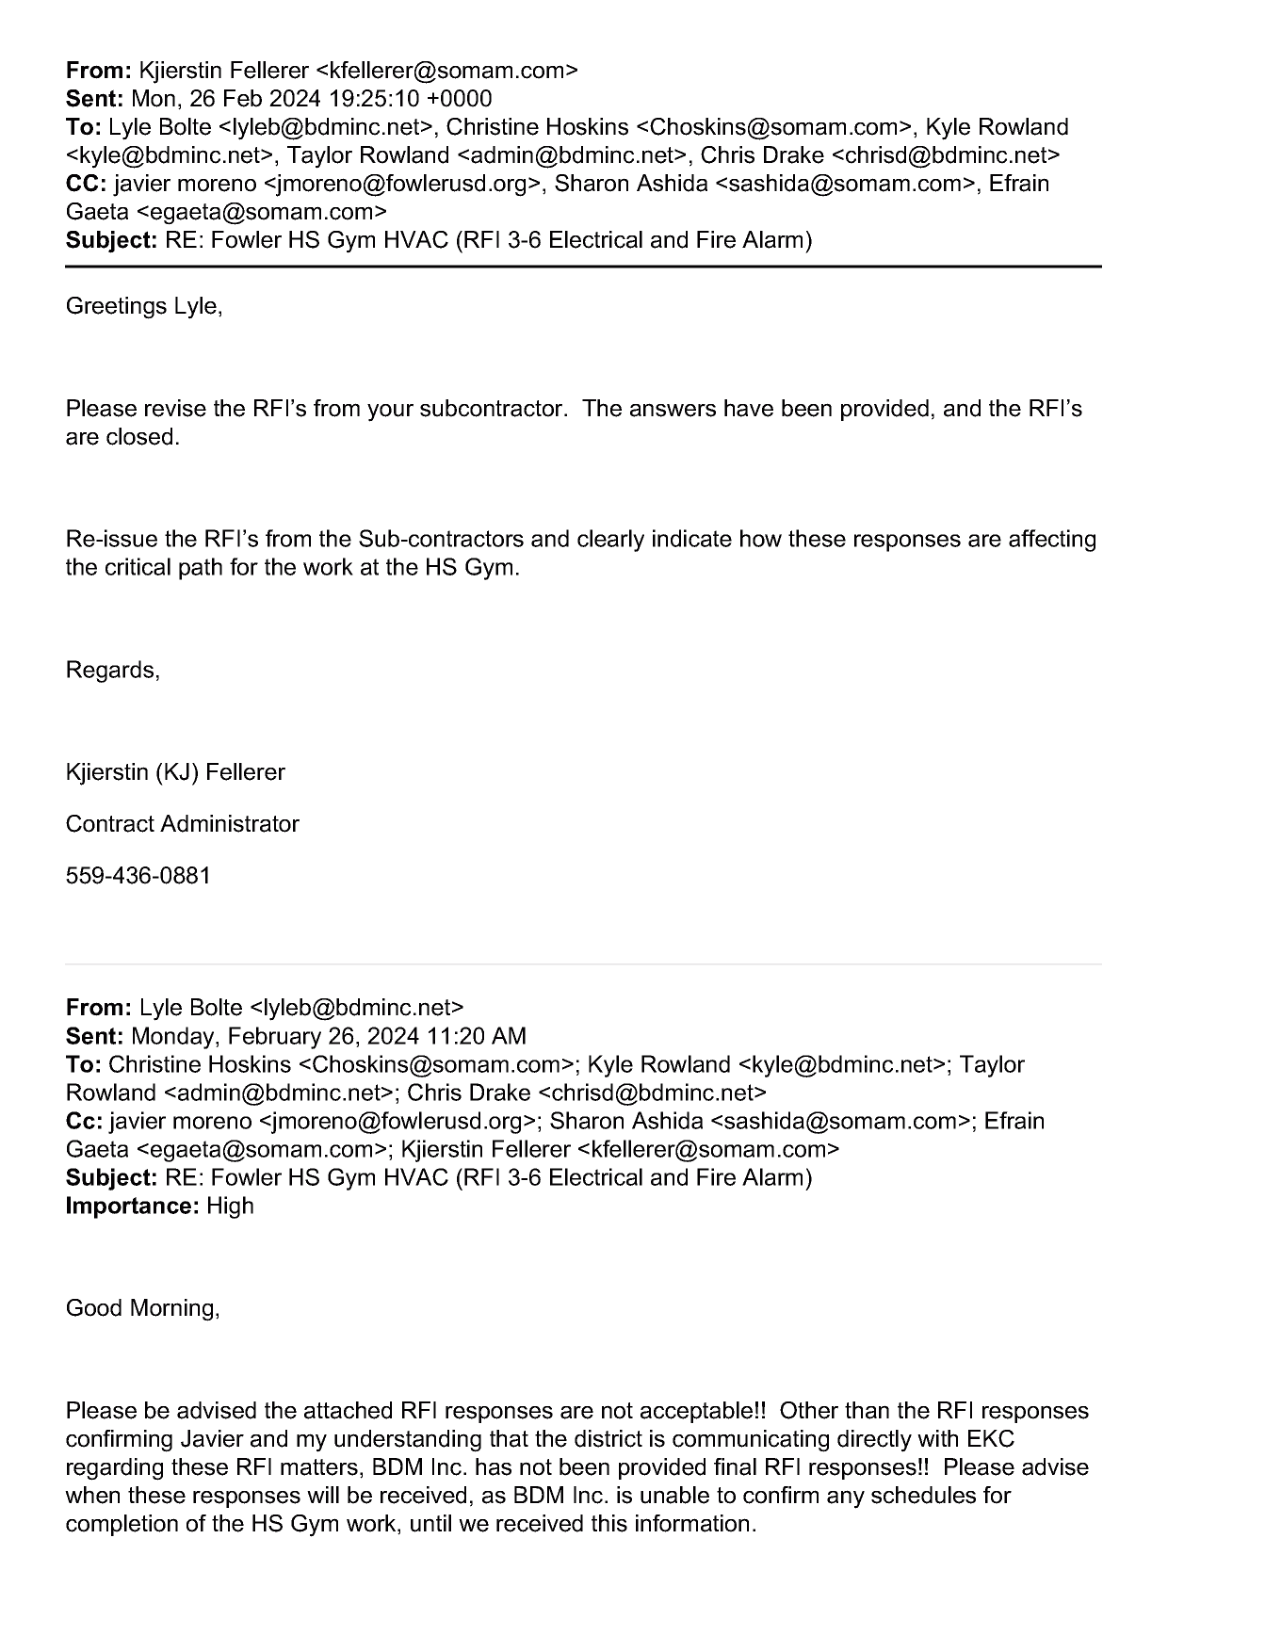 From: Kjierstin Fellerer <kfellerer@somam.com>
Sent: Mon, 26 Feb 2024 19:25:10 +0000
To: Lyle Bolte <lyleb@bdminc.net>, Christine Hoskins <Choskins@somam.com>, Kyle Rowland
<kyle@bdminc.net>, Taylor Rowland <admin@bdminc.net>, Chris Drake <chrisd@bdminc.net>
CC: javier moreno <jmoreno@fowlerusd.org>, Sharon Ashida <sashida@somam.com>, Efrain
Gaeta <egaeta@somam.com>
Subject: RE: Fowler HS Gym HVAC (RFI 3-6 Electrical and Fire Alarm)
Greetings Lyle,
Please revise the RFI’s from your subcontractor.  The answers have been provided, and the RFI’s
are closed.
Re-issue the RFI’s from the Sub-contractors and clearly indicate how these responses are affecting
the critical path for the work at the HS Gym.
Regards,
Kjierstin (KJ) Fellerer
Contract Administrator
559-436-0881
From: Lyle Bolte <lyleb@bdminc.net>
Sent: Monday, February 26, 2024 11:20 AM
To: Christine Hoskins <Choskins@somam.com>; Kyle Rowland <kyle@bdminc.net>; Taylor
Rowland <admin@bdminc.net>; Chris Drake <chrisd@bdminc.net>
Cc: javier moreno <jmoreno@fowlerusd.org>; Sharon Ashida <sashida@somam.com>; Efrain
Gaeta <egaeta@somam.com>; Kjierstin Fellerer <kfellerer@somam.com>
Subject: RE: Fowler HS Gym HVAC (RFI 3-6 Electrical and Fire Alarm)
Importance: High
Good Morning,
Please be advised the attached RFI responses are not acceptable!!  Other than the RFI responses
confirming Javier and my understanding that the district is communicating directly with EKC
regarding these RFI matters, BDM Inc. has not been provided final RFI responses!!  Please advise
when these responses will be received, as BDM Inc. is unable to confirm any schedules for
completion of the HS Gym work, until we received this information.